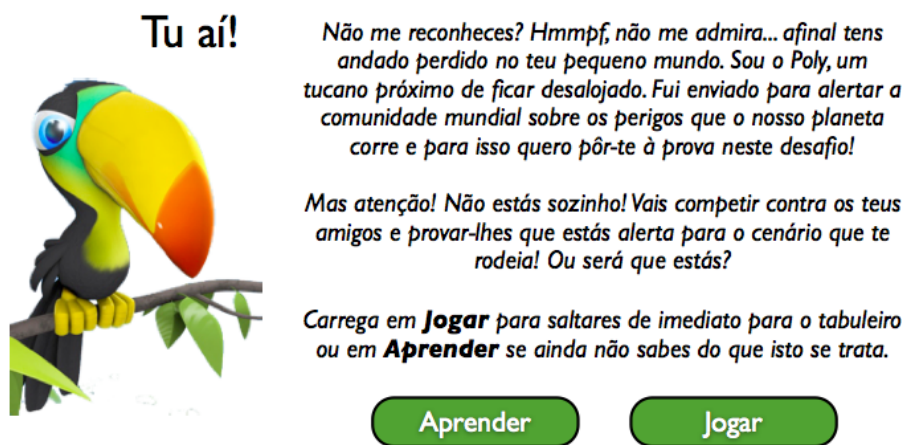 Tu aí!
Não me reconheces? Hmmpf, não me admira... afinal tens
andado perdido no teu pequeno mundo. Sou o Poly, um
tucano próximo de ficar desalojado. Fui enviado para alertar a
comunidade mundial sobre os perigos que o nosso planeta
corre e para isso quero pôr-te à prova neste desafio!
Mas atenção! Não estás sozinho! Vais competir contra os teus
amigos e provar-lhes que estás alerta para o cenário que te
rodeia! Ou será que estás?
Carrega em Jogar para saltares de imediato para o tabuleiro
ou em Aprender se ainda não sabes do que isto se trata.
Aprender
Jogar